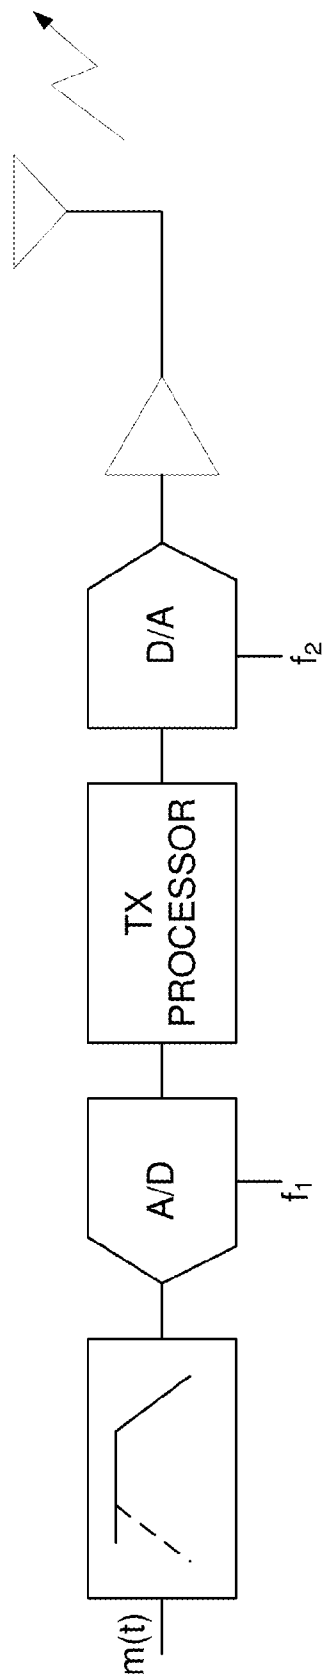 m(t)
A/D
f₁
TX
PROCESSOR
D/A
f₂